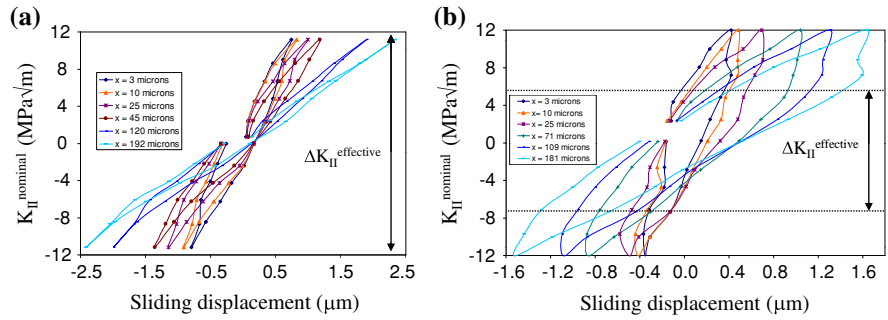 (a)
K_II^nominal (MPa√m)
12
8
4
0
-4
-8
-12
x = 3 microns
x = 10 microns
x = 25 microns
x = 45 microns
x = 120 microns
x = 192 microns
ΔK_II^effective
-2.5 -1.5 -0.5 0.5 1.5 2.5
Sliding displacement (μm)
(b)
K_II^nominal (MPa√m)
12
8
4
0
-4
-8
-12
x = 3 microns
x = 10 microns
x = 25 microns
x = 71 microns
x = 109 microns
x = 181 microns
ΔK_II^effective
-1.6 -1.2 -0.8 -0.4 0.0 0.4 0.8 1.2 1.6
Sliding displacement (μm)